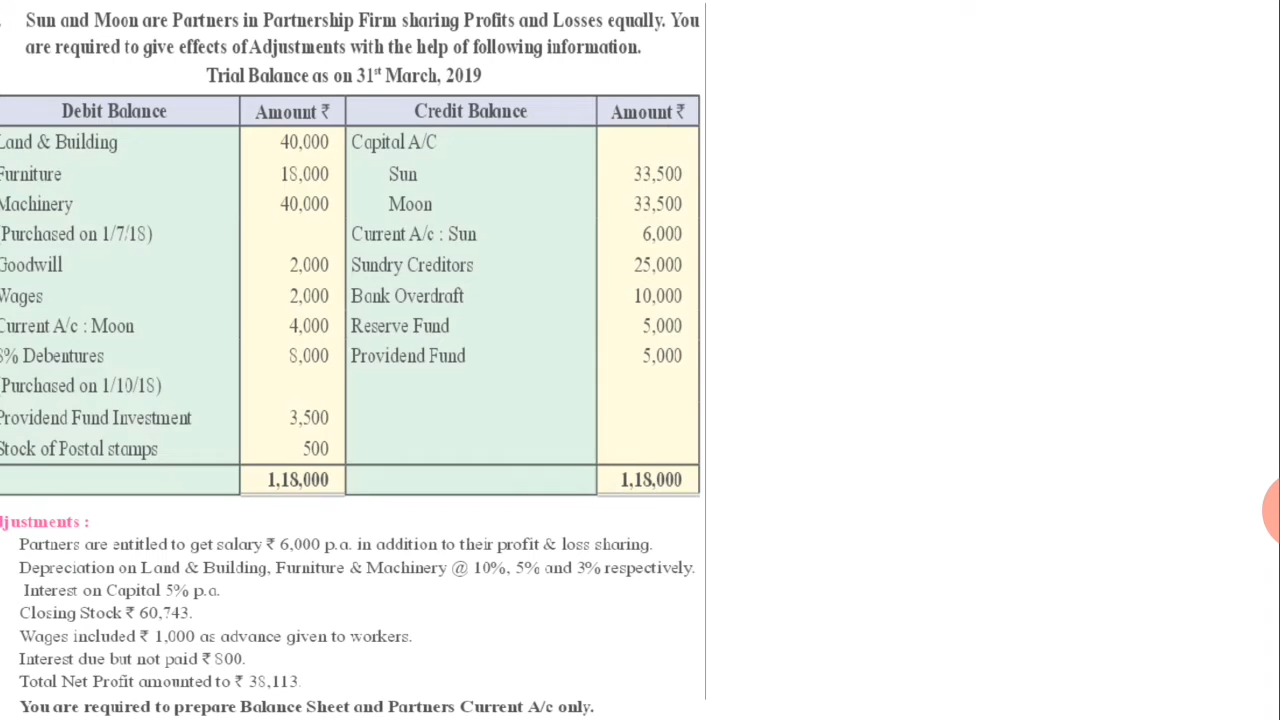 Sun and Moon are Partners in Partnership Firm sharing Profits and Losses equally. You
are required to give effects of Adjustments with the help of following information.
Trial Balance as on 31st March, 2019
Debit Balance Amount ₹ Credit Balance Amount ₹
Land & Building 40,000 Capital A/C
Furniture 18,000 Sun 33,500
Machinery 40,000 Moon 33,500
(Purchased on 1/7/18) Current A/c : Sun 6,000
Goodwill 2,000 Sundry Creditors 25,000
Wages 2,000 Bank Overdraft 10,000
Current A/c : Moon 4,000 Reserve Fund 5,000
8% Debentures 8,000 Providend Fund 5,000
(Purchased on 1/10/18)
Providend Fund Investment 3,500
Stock of Postal stamps 500
1,18,000 1,18,000
djustments :
Partners are entitled to get salary ₹ 6,000 p.a. in addition to their profit & loss sharing.
Depreciation on Land & Building, Furniture & Machinery @ 10%, 5% and 3% respectively.
Interest on Capital 5% p.a.
Closing Stock ₹ 60,743.
Wages included ₹ 1,000 as advance given to workers.
Interest due but not paid ₹ 800.
Total Net Profit amounted to ₹ 38,113.
You are required to prepare Balance Sheet and Partners Current A/c only.